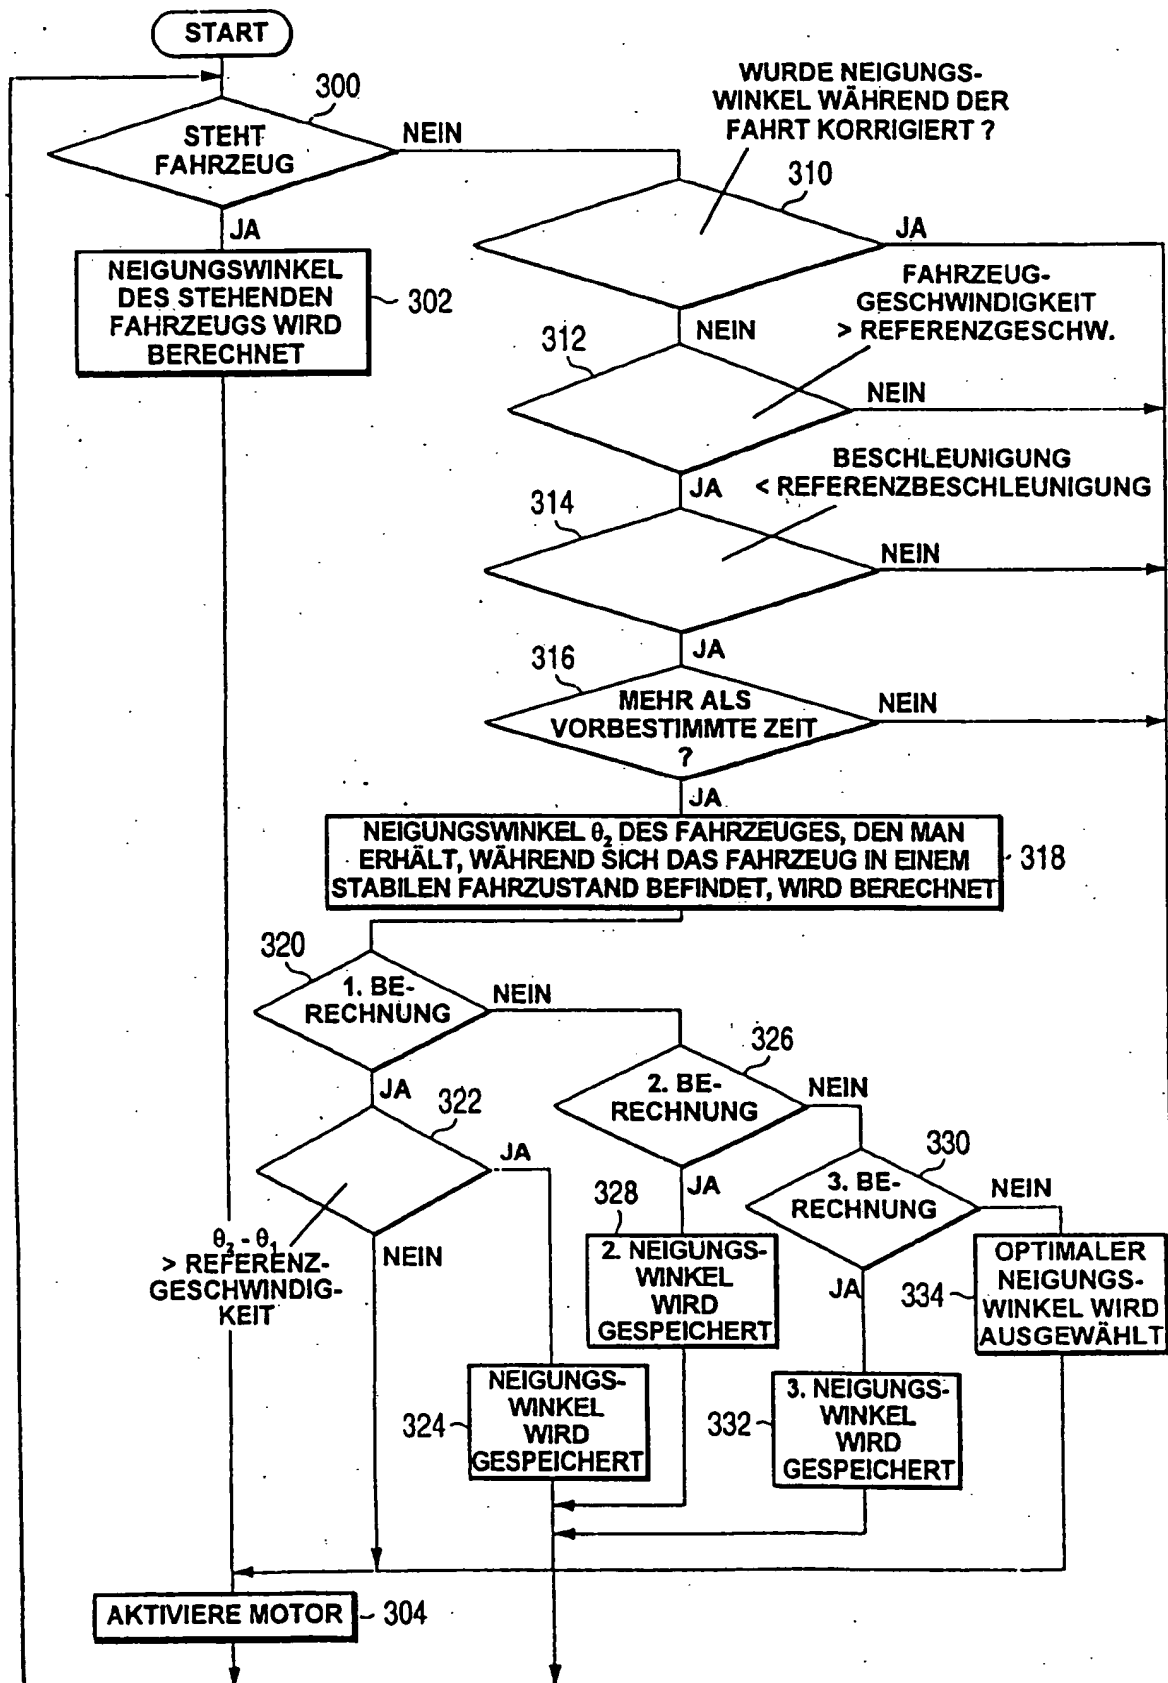 START
300
STEHT
FAHRZEUG
NEIN
JA
WURDE NEIGUNGS-
WINKEL WÄHREND DER
FAHRT KORRIGIERT ?
310
JA
NEIN
NEIGUNGSWINKEL
DES STEHENDEN
FAHRZEUGS WIRD
BERECHNET
302
FAHRZEUG-
GESCHWINDIGKEIT
> REFERENZGESCHW.
312
NEIN
JA
BESCHLEUNIGUNG
< REFERENZBESCHLEUNIGUNG
314
NEIN
JA
316
MEHR ALS
VORBESTIMMTE ZEIT
?
NEIN
JA
NEIGUNGSWINKEL θ₂ DES FAHRZEUGES, DEN MAN
ERHÄLT, WÄHREND SICH DAS FAHRZEUG IN EINEM
STABILEN FAHRZUSTAND BEFINDET, WIRD BERECHNET
318
320
1. BE-
RECHNUNG
NEIN
JA
326
2. BE-
RECHNUNG
NEIN
JA
322
JA
NEIN
θ₂ - θ₁
> REFERENZ-
GESCHWINDIG-
KEIT
330
3. BE-
RECHNUNG
NEIN
JA
328
2. NEIGUNGS-
WINKEL
WIRD
GESPEICHERT
334
OPTIMALER
NEIGUNGS-
WINKEL WIRD
AUSGEWÄHLT
324
NEIGUNGS-
WINKEL
WIRD
GESPEICHERT
332
3. NEIGUNGS-
WINKEL
WIRD
GESPEICHERT
AKTIVIERE MOTOR
304